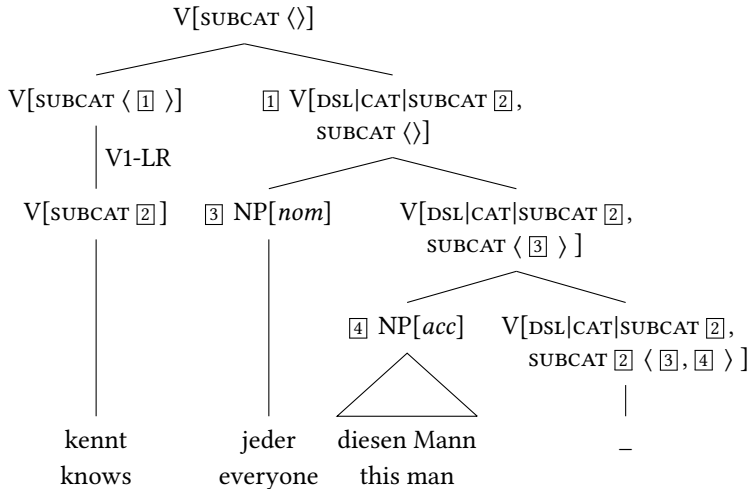 V[SUBCAT ⟨⟩]
V[SUBCAT ⟨ 1 ⟩] 1 V[DSL|CAT|SUBCAT 2,
SUBCAT ⟨⟩]
V1-LR
V[SUBCAT 2] 3 NP[nom] V[DSL|CAT|SUBCAT 2,
SUBCAT ⟨ 3 ⟩ ]
4 NP[acc] V[DSL|CAT|SUBCAT 2,
SUBCAT 2 ⟨ 3, 4 ⟩ ]
kennt jeder diesen Mann _
knows everyone this man